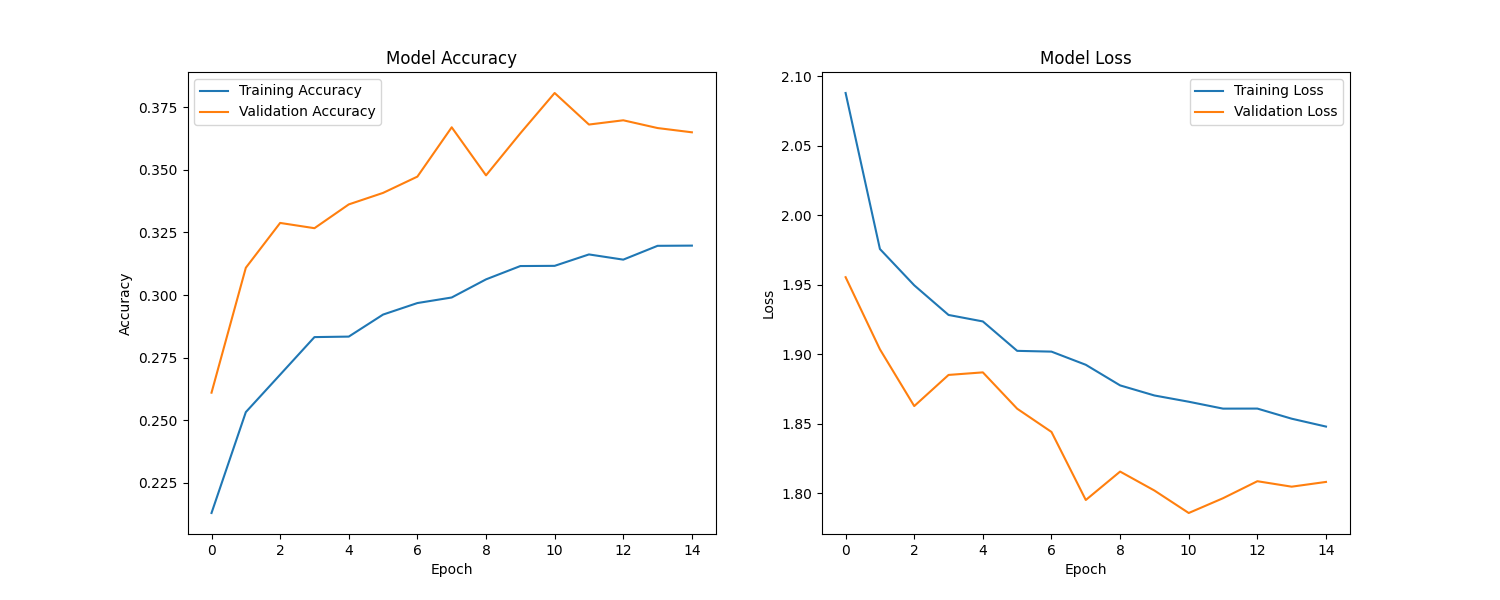 Model Accuracy
Training Accuracy
Validation Accuracy
Accuracy
0.375
0.350
0.325
0.300
0.275
0.250
0.225
0 2 4 6 8 10 12 14
Epoch
Model Loss
Training Loss
Validation Loss
Loss
2.10
2.05
2.00
1.95
1.90
1.85
1.80
0 2 4 6 8 10 12 14
Epoch